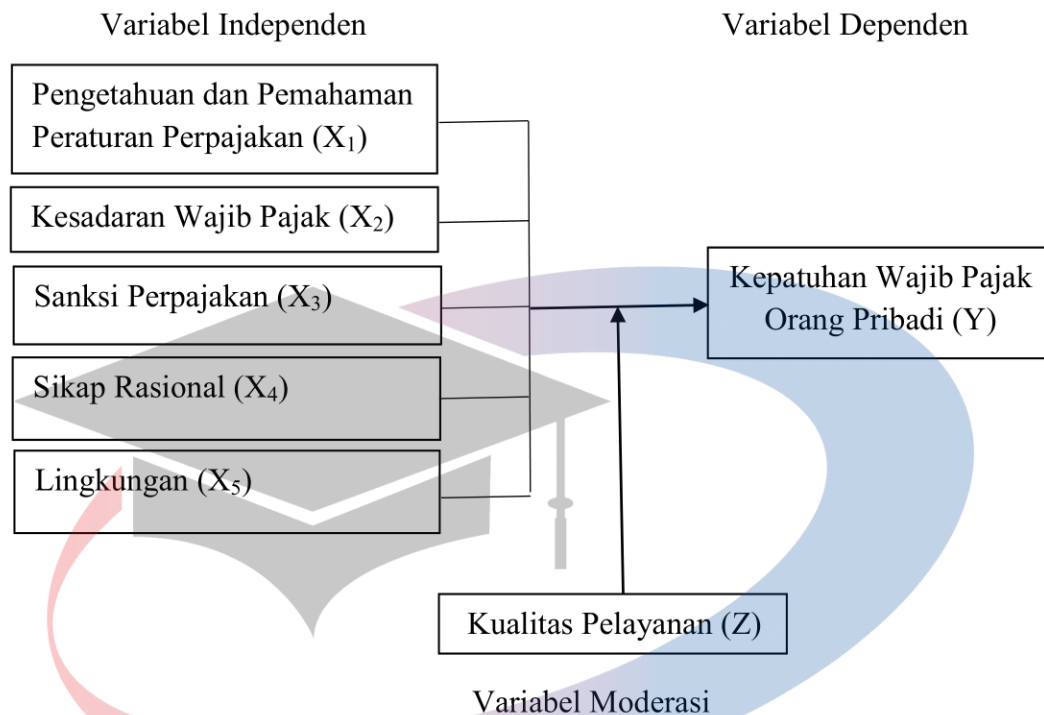 Variabel Independen
Variabel Dependen
Pengetahuan dan Pemahaman
Peraturan Perpajakan (X₁)
Kesadaran Wajib Pajak (X₂)
Sanksi Perpajakan (X₃)
Sikap Rasional (X₄)
Lingkungan (X₅)
Kepatuhan Wajib Pajak
Orang Pribadi (Y)
Kualitas Pelayanan (Z)
Variabel Moderasi